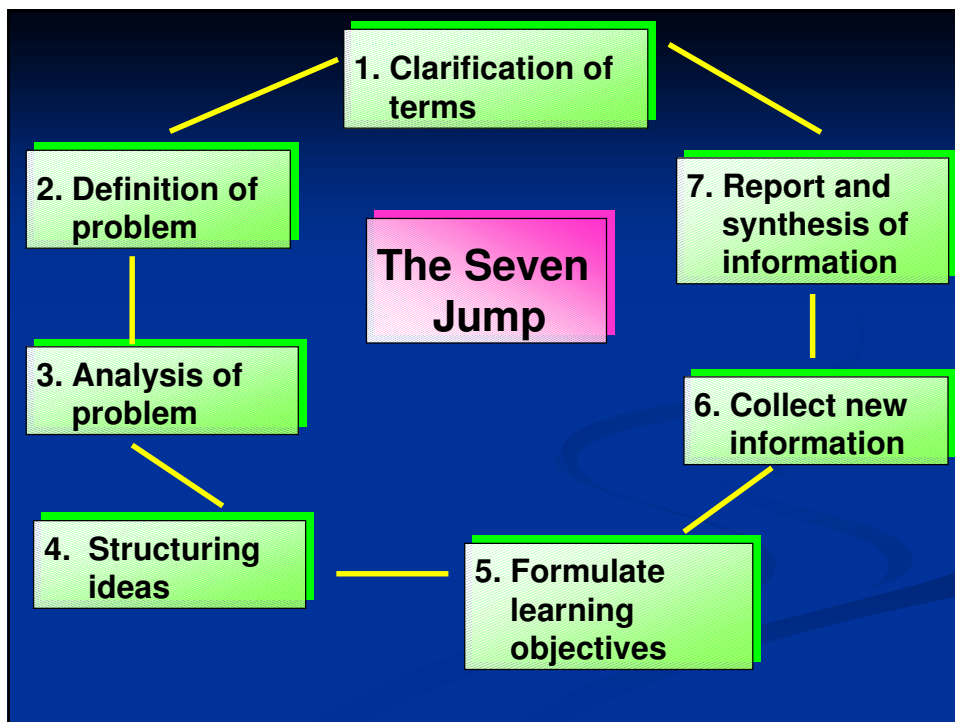 1. Clarification of
terms
2. Definition of
problem
7. Report and
synthesis of
information
The Seven
Jump
3. Analysis of
problem
6. Collect new
information
4. Structuring
ideas
5. Formulate
learning
objectives